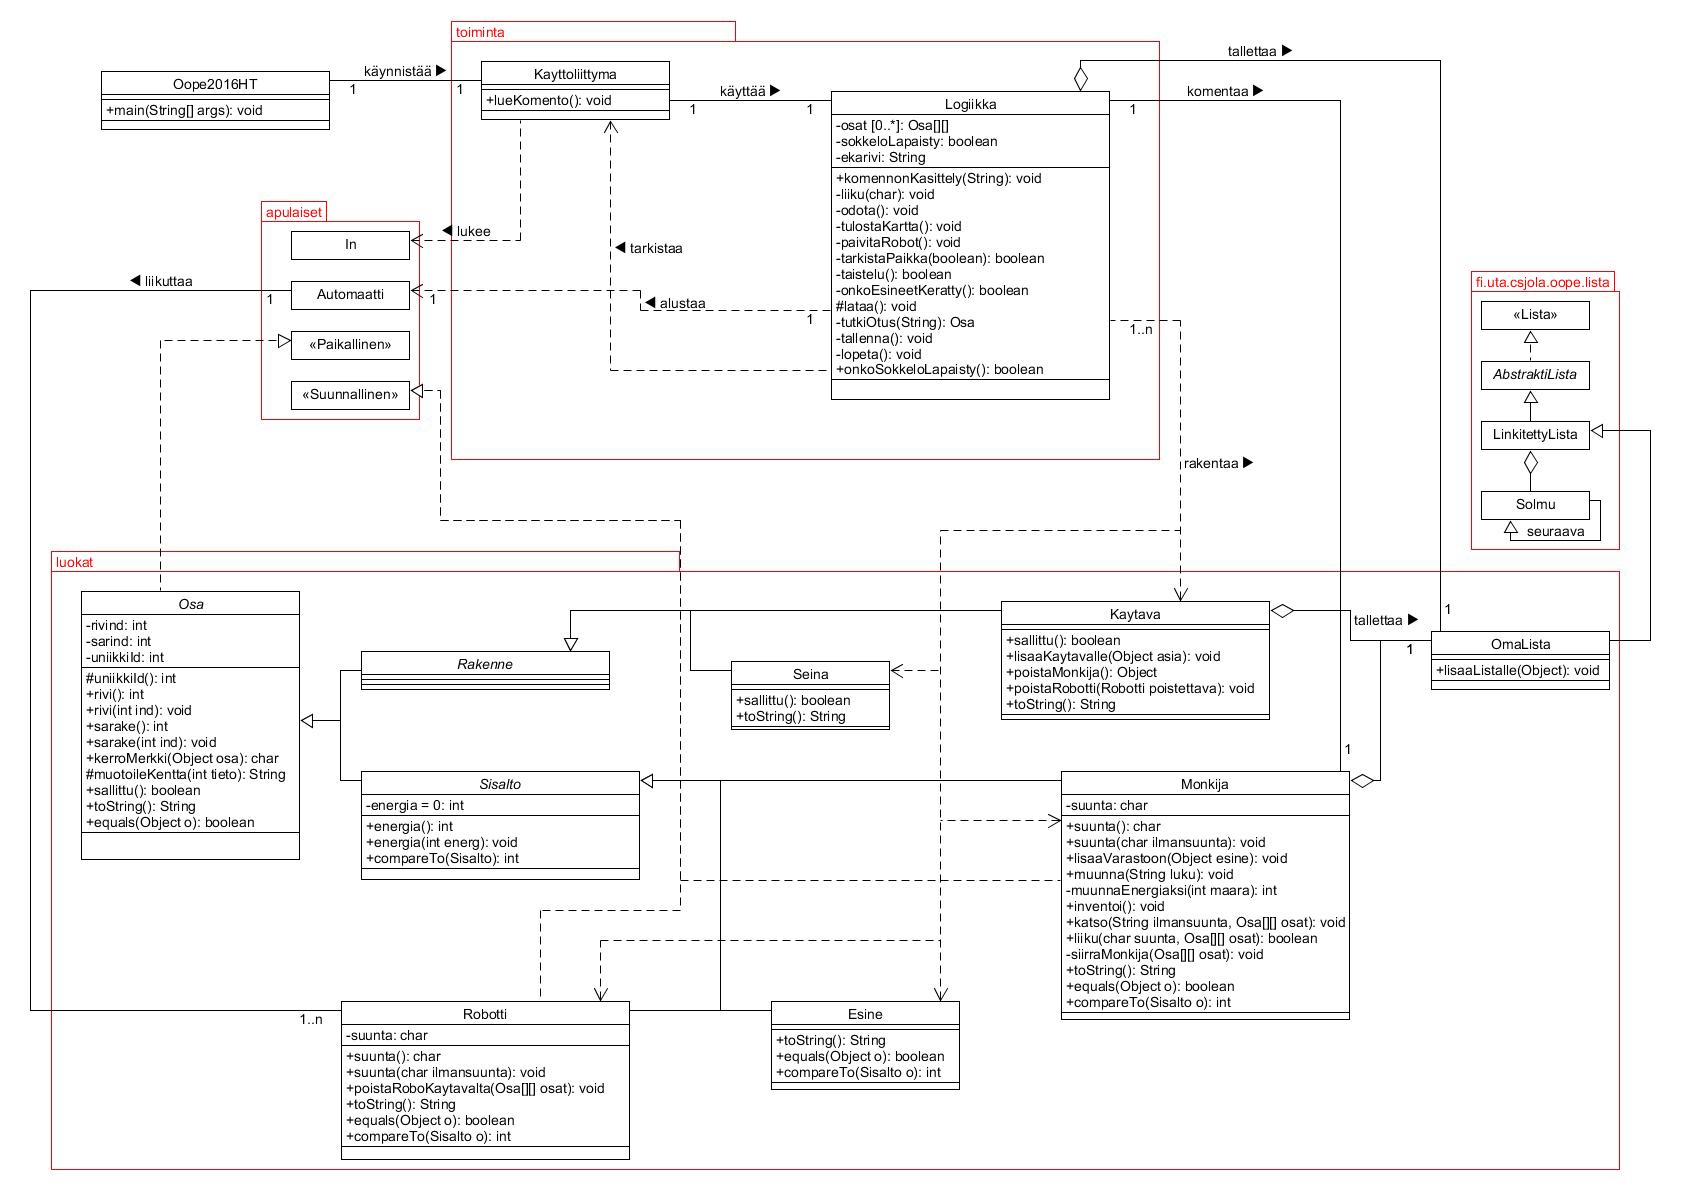 toiminta
tallettaa ▶
käynnistää ▶
1
1
Oope2016HT
+main(String[] args): void
Kayttoliittyma
+lueKomento(): void
käyttää ▶
1
1
komentaa ▶
1
Logiikka
-osat [0..*]: Osa[][]
-sokkeloLapaisty: boolean
-ekarivi: String
+komennonKasittely(String): void
-liiku(char): void
-odota(): void
-tulostaKartta(): void
-paivitaRobot(): void
-tarkistaPaikka(boolean): boolean
-taistelu(): boolean
-onkoEsineetKeratty(): boolean
#lataa(): void
-tutkiOtus(String): Osa
-tallenna(): void
-lopeta(): void
+onkoSokkeloLapaisty(): boolean
apulaiset
In
Automaatti
«Paikallinen»
«Suunnallinen»
◀ lukee
◀ tarkistaa
◀ liikuttaa
1
1
◀ alustaa
1
1..n
rakentaa ▶
fi.uta.csjola.oope.lista
«Lista»
AbstraktiLista
LinkitettyLista
Solmu
seuraava
luokat
Osa
-rivind: int
-sarind: int
-uniikkiId: int
#uniikkiId(): int
+rivi(): int
+rivi(int ind): void
+sarake(): int
+sarake(int ind): void
+kerroMerkki(Object osa): char
#muotoileKentta(int tieto): String
+sallittu(): boolean
+toString(): String
+equals(Object o): boolean
Rakenne
Seina
+sallittu(): boolean
+toString(): String
Kaytava
+sallittu(): boolean
+lisaaKaytavalle(Object asia): void
+poistaMonkija(): Object
+poistaRobotti(Robotti poistettava): void
+toString(): String
tallettaa ▶
1
1
OmaLista
+lisaaListalle(Object): void
Sisalto
-energia = 0: int
+energia(): int
+energia(int energ): void
+compareTo(Sisalto): int
1
Monkija
-suunta: char
+suunta(): char
+suunta(char ilmansuunta): void
+lisaaVarastoon(Object esine): void
+muunna(String luku): void
-muunnaEnergiaksi(int maara): int
+inventoi(): void
+katso(String ilmansuunta, Osa[][] osat): void
+liiku(char suunta, Osa[][] osat): boolean
-siirraMonkija(Osa[][] osat): void
+toString(): String
+equals(Object o): boolean
+compareTo(Sisalto o): int
1..n
Robotti
-suunta: char
+suunta(): char
+suunta(char ilmansuunta): void
+poistaRoboKaytavalta(Osa[][] osat): void
+toString(): String
+equals(Object o): boolean
+compareTo(Sisalto o): int
Esine
+toString(): String
+equals(Object o): boolean
+compareTo(Sisalto o): int